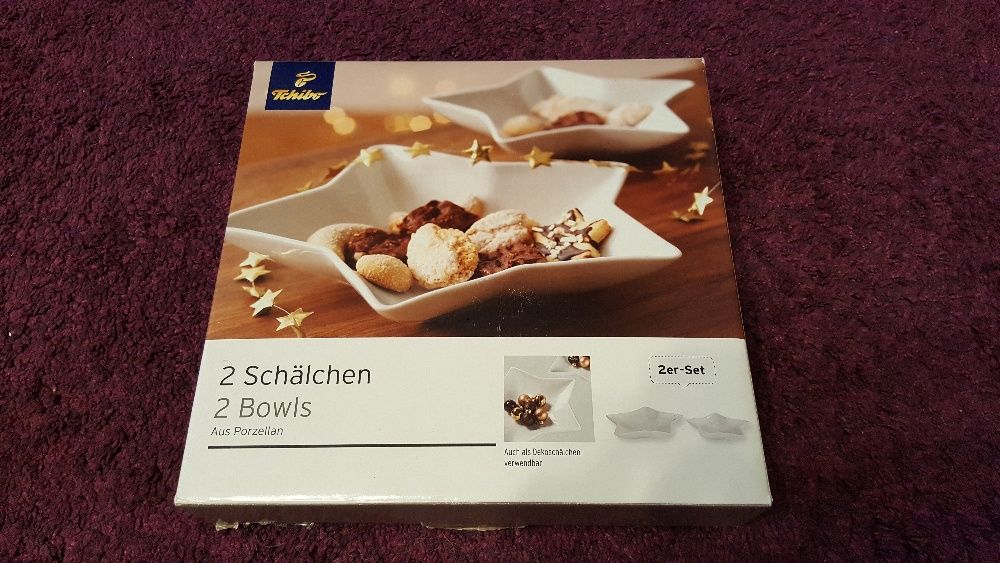 Tchibo
2 Schälchen
2 Bowls
Aus Porzellan
Auch als Dekoschälchen
verwendbar
2er-Set